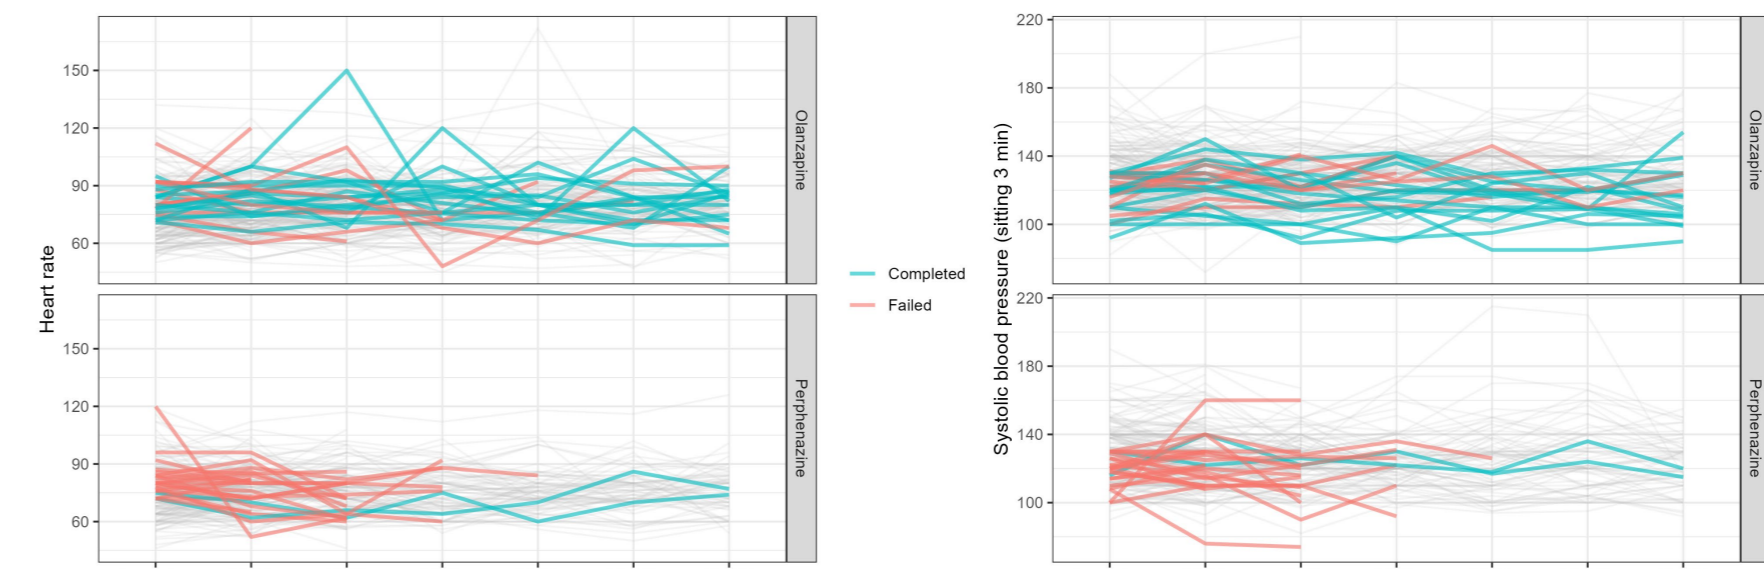 Heart rate
150
120
90
60
Olanzapine
150
120
90
60
Perphenazine
Completed
Failed
Systolic blood pressure (sitting 3 min)
220
180
140
100
Olanzapine
220
180
140
100
Perphenazine